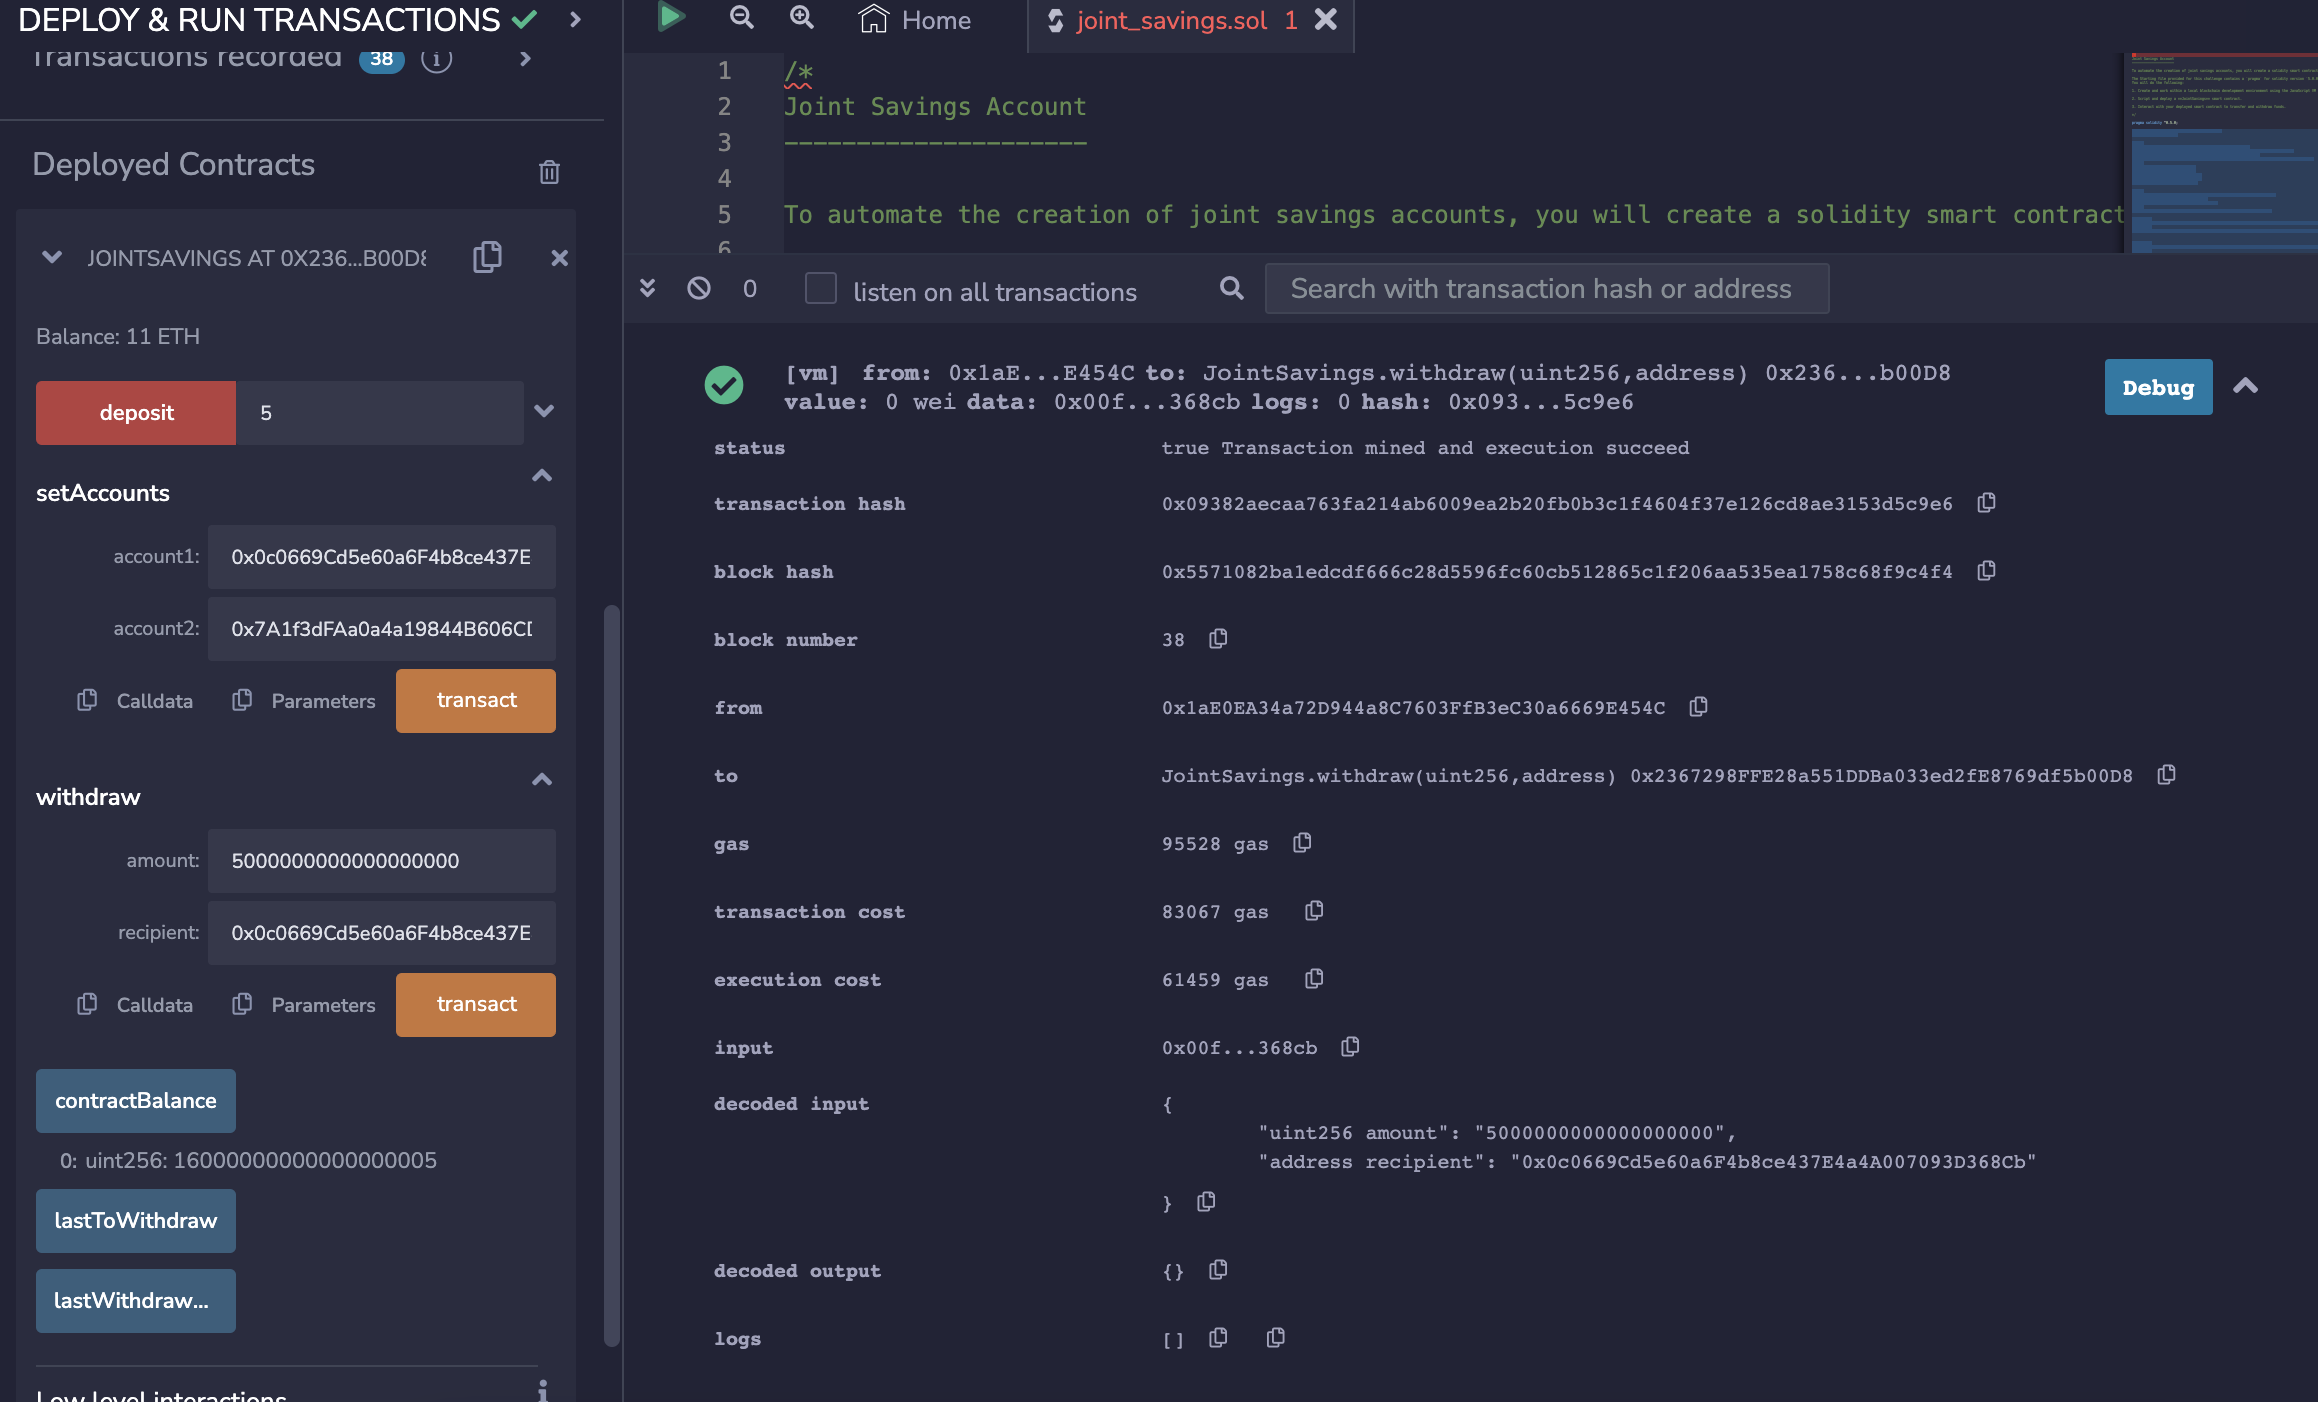 DEPLOY & RUN TRANSACTIONS
Transactions recorded 38 i
Deployed Contracts
JOINTSAVINGS AT 0X236...B00D8
Balance: 11 ETH
deposit 5
setAccounts
account1: 0x0c0669Cd5e60a6F4b8ce437E
account2: 0x7A1f3dFAa0a4a19844B606CD
Calldata Parameters transact
withdraw
amount: 5000000000000000000
recipient: 0x0c0669Cd5e60a6F4b8ce437E
Calldata Parameters transact
contractBalance
0: uint256: 16000000000000000005
lastToWithdraw
lastWithdraw...
Low level interactions i
Home joint_savings.sol 1
1 /*
2 Joint Savings Account
3 ---------------------
4
5 To automate the creation of joint savings accounts, you will create a solidity smart contract
6
0 listen on all transactions Search with transaction hash or address
[vm] from: 0x1aE...E454C to: JointSavings.withdraw(uint256,address) 0x236...b00D8
value: 0 wei data: 0x00f...368cb logs: 0 hash: 0x093...5c9e6
Debug
status true Transaction mined and execution succeed
transaction hash 0x09382aecaa763fa214ab6009ea2b20fb0b3c1f4604f37e126cd8ae3153d5c9e6
block hash 0x5571082ba1edcdf666c28d5596fc60cb512865c1f206aa535ea1758c68f9c4f4
block number 38
from 0x1aE0EA34a72D944a8C7603FfB3eC30a6669E454C
to JointSavings.withdraw(uint256,address) 0x2367298FFE28a551DDBa033ed2fE8769df5b00D8
gas 95528 gas
transaction cost 83067 gas
execution cost 61459 gas
input 0x00f...368cb
decoded input {
"uint256 amount": "5000000000000000000",
"address recipient": "0x0c0669Cd5e60a6F4b8ce437E4a4A007093D368Cb"
}
decoded output {}
logs []